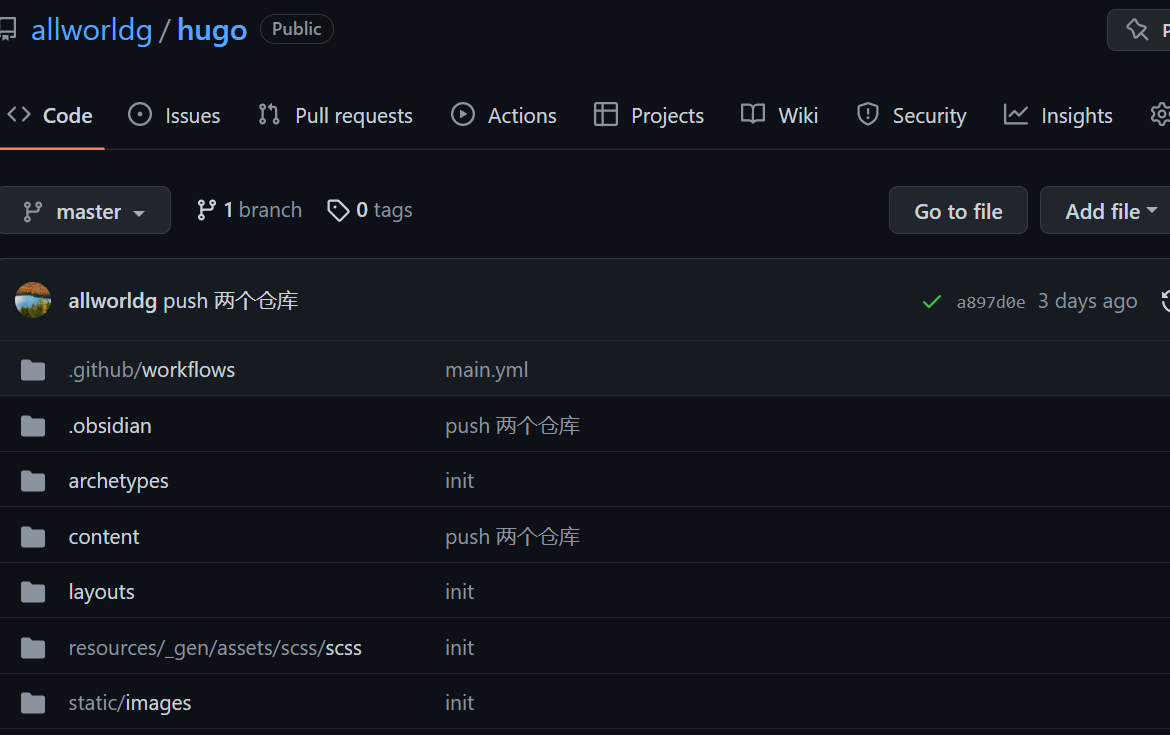 allworldg / hugo Public
Code Issues Pull requests Actions Projects Wiki Security Insights
master 1 branch 0 tags Go to file Add file
allworldg push 两个仓库 a897d0e 3 days ago
.github/workflows main.yml
.obsidian push 两个仓库
archetypes init
content push 两个仓库
layouts init
resources/_gen/assets/scss/scss init
static/images init